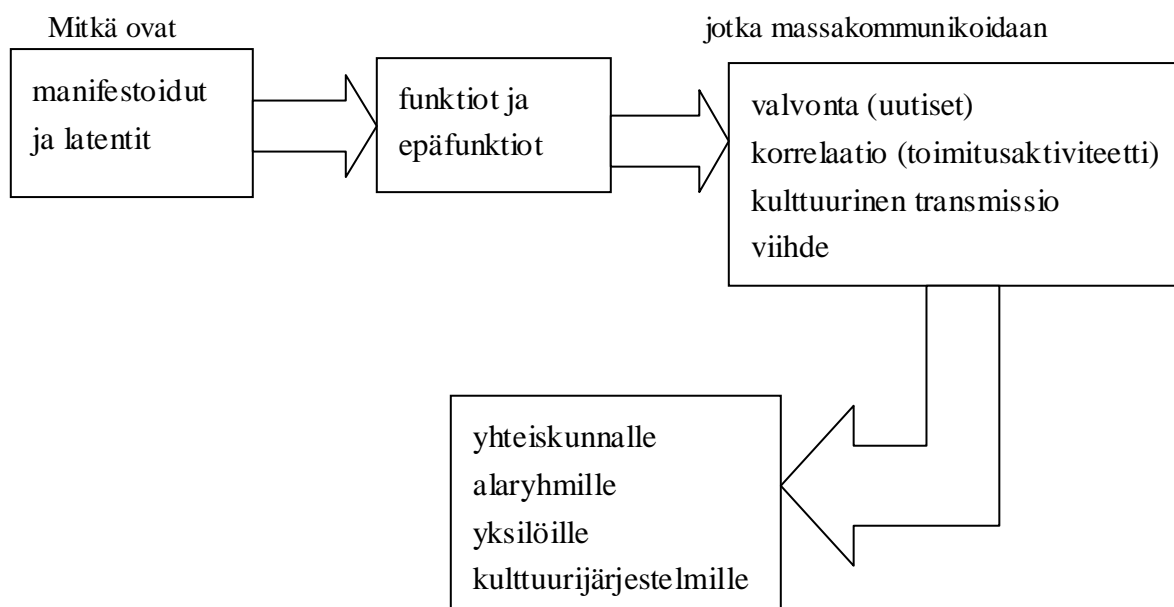 Mitkä ovat
manifestoidut
ja latentit
funktiot ja
epäfunktiot
jotka massakommunikoidaan
valvonta (uutiset)
korrelaatio (toimitusaktiviteetti)
kulttuurinen transmissio
viihde
yhteiskunnalle
alaryhmille
yksilöille
kulttuurijärjestelmille